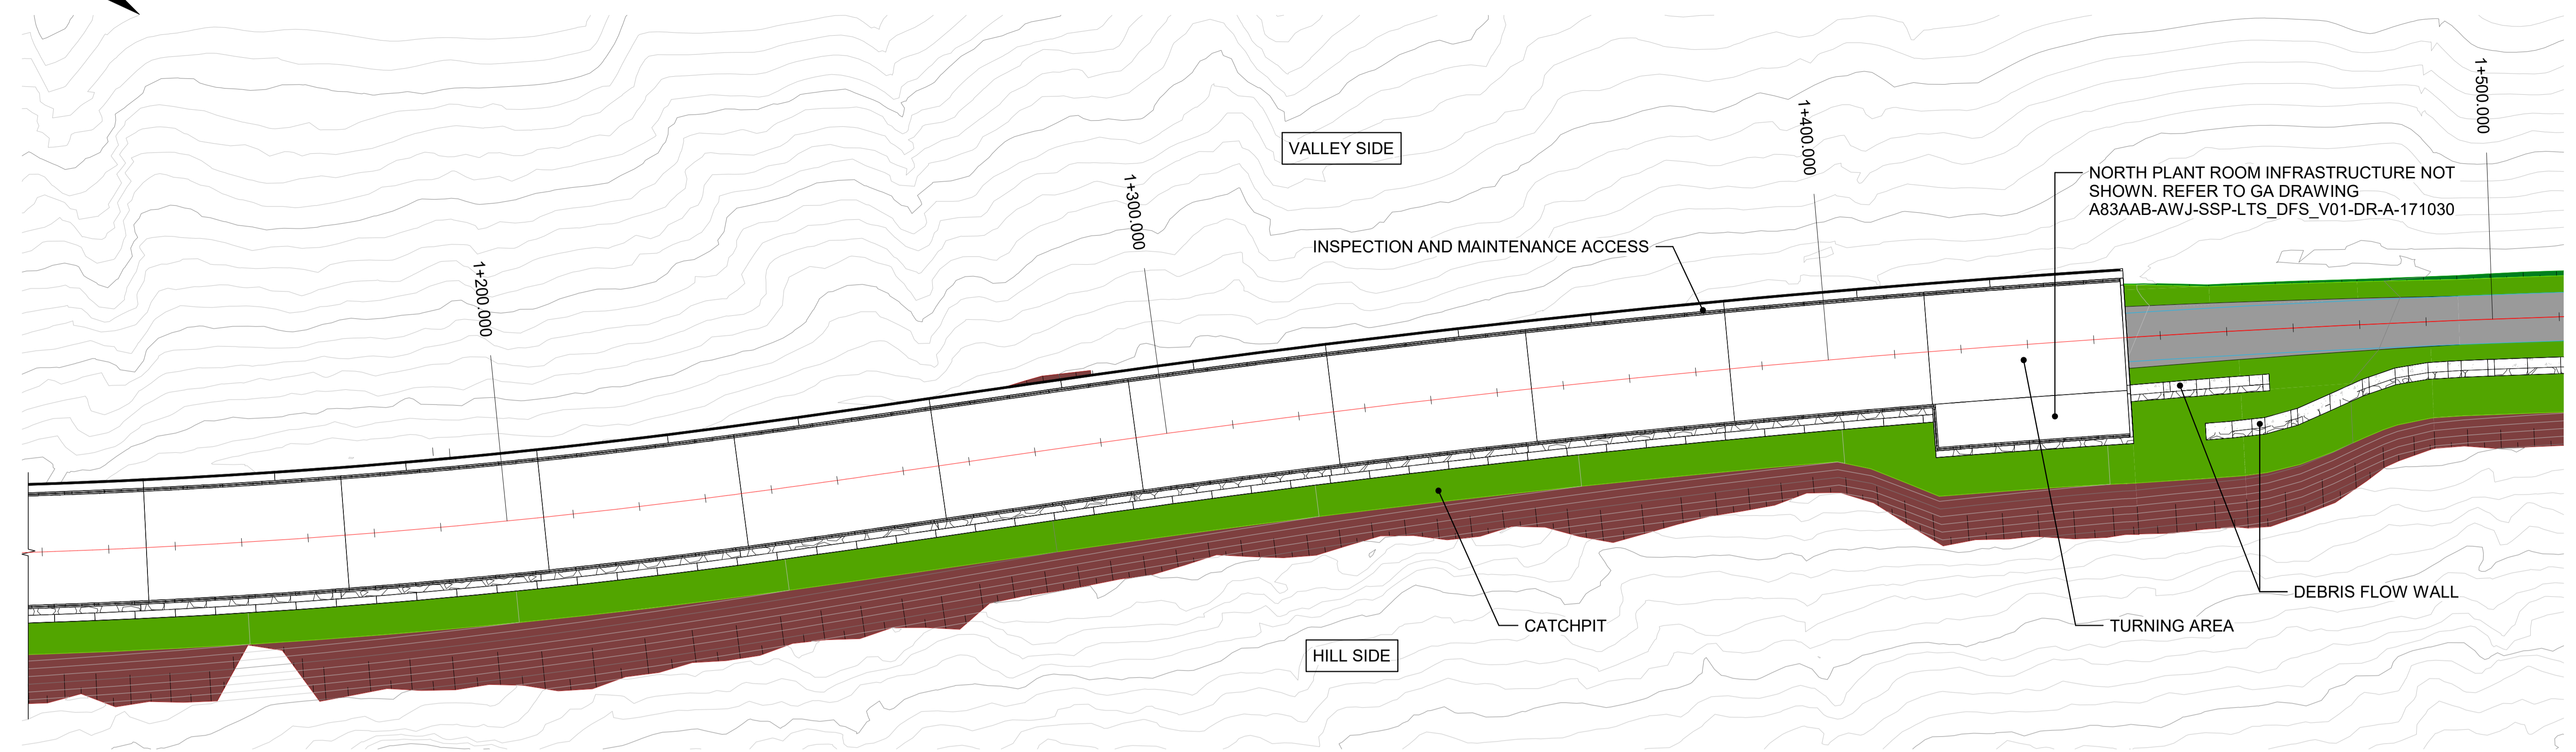 1+500.000
1+400.000
VALLEY SIDE
NORTH PLANT ROOM INFRASTRUCTURE NOT
SHOWN. REFER TO GA DRAWING
A83AAB-AWJ-SSP-LTS_DFS_V01-DR-A-171030
1+300.000
INSPECTION AND MAINTENANCE ACCESS
1+200.000
DEBRIS FLOW WALL
CATCHPIT
TURNING AREA
HILL SIDE